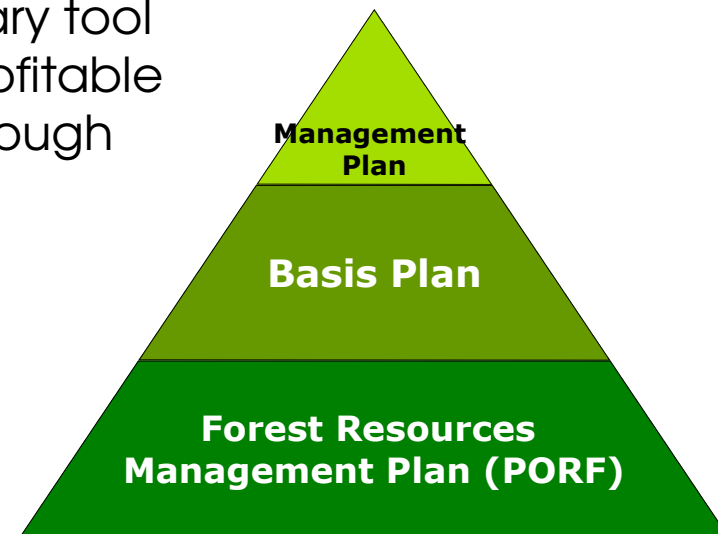 ary tool
ofitable
ough
Management
Plan
Basis Plan
Forest Resources
Management Plan (PORF)